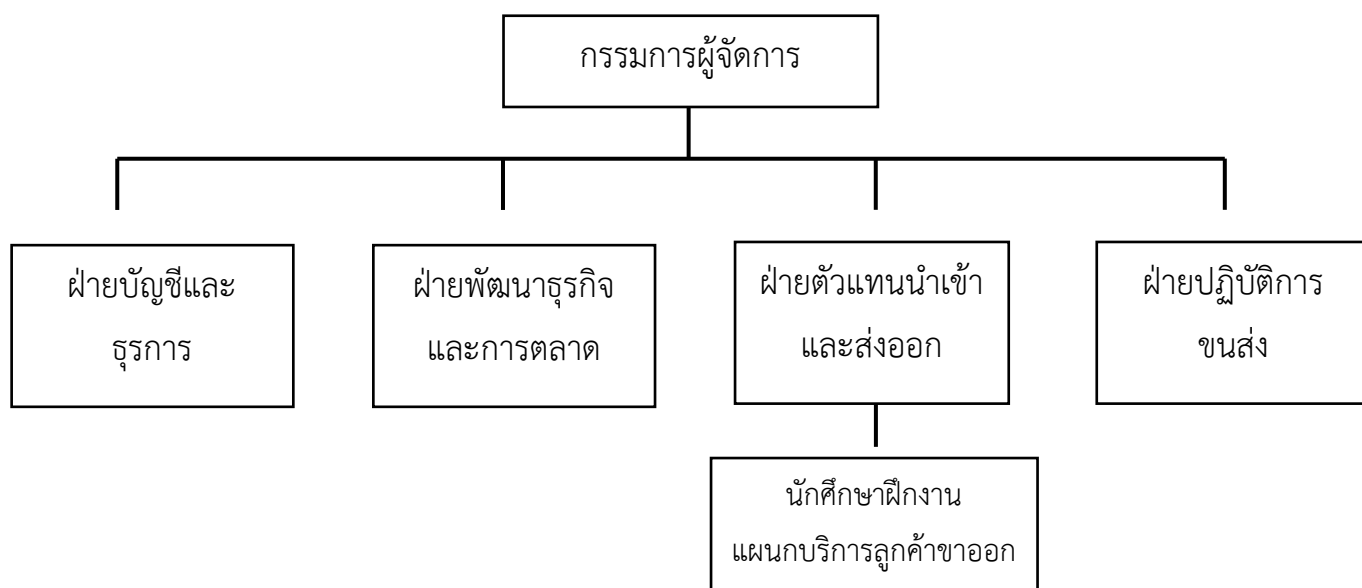 กรรมการผู้จัดการ
ฝ่ายบัญชีและ
ธุรการ
ฝ่ายพัฒนาธุรกิจ
และการตลาด
ฝ่ายตัวแทนนำเข้า
และส่งออก
ฝ่ายปฏิบัติการ
ขนส่ง
นักศึกษาฝึกงาน
แผนกบริการลูกค้าขาออก